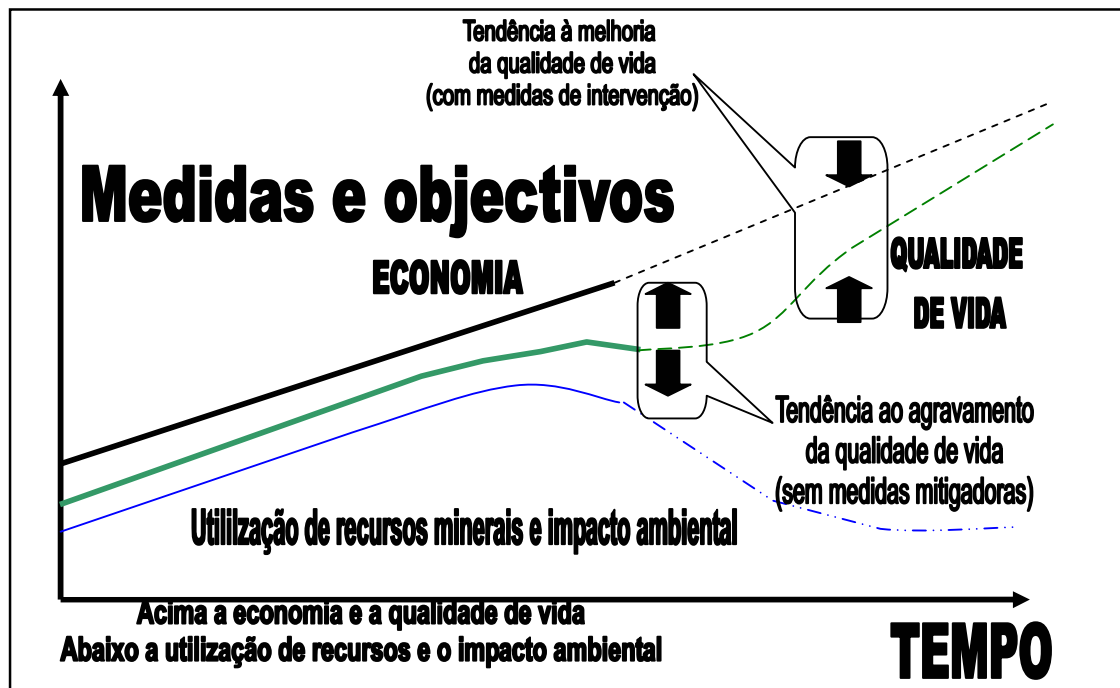 Tendência à melhoria
da qualidade de vida
(com medidas de intervenção)
Medidas e objectivos
ECONOMIA
QUALIDADE
DE VIDA
Tendência ao agravamento
da qualidade de vida
(sem medidas mitigadoras)
Utililzação de recursos minerais e impacto ambiental
Acima a economia e a qualidade de vida
Abaixo a utilização de recursos e o impacto ambiental
TEMPO